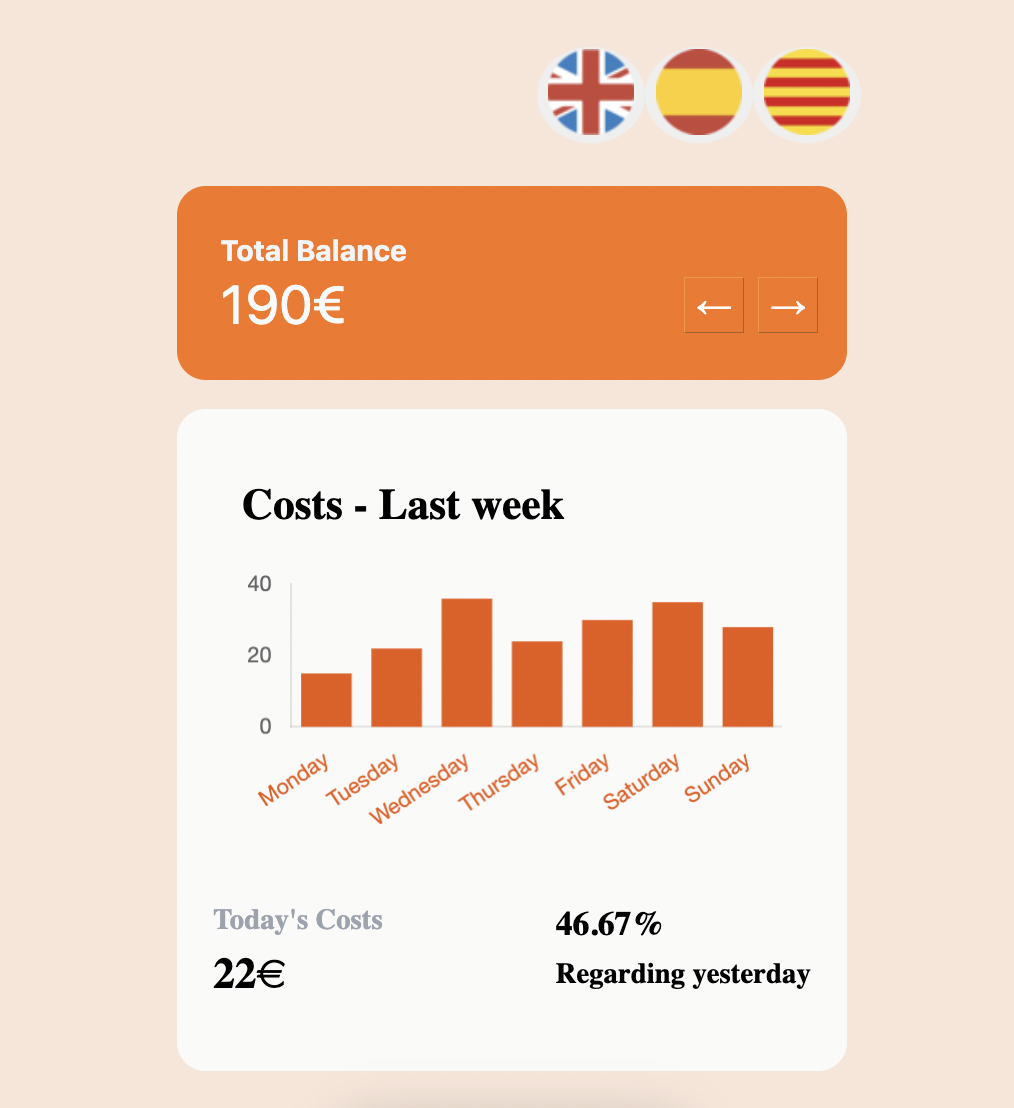 Total Balance
190€
← →
Costs - Last week
40
20
0
Monday Tuesday Wednesday Thursday Friday Saturday Sunday
Today's Costs
22€
46.67%
Regarding yesterday